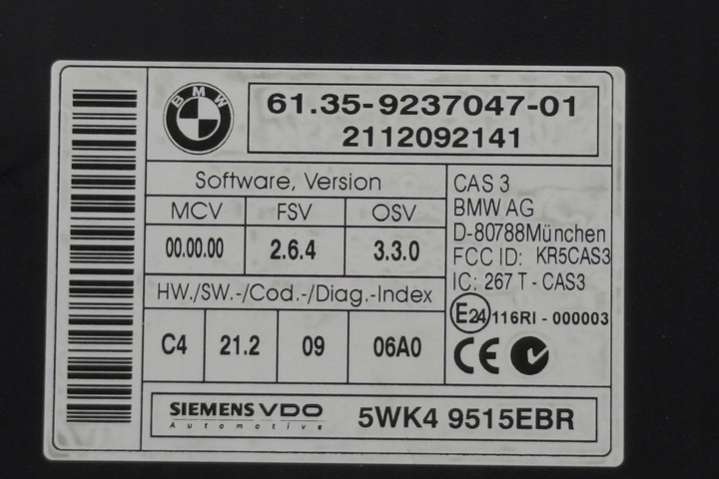 BMW
61.35-9237047-01
2112092141
Software, Version
MCV FSV OSV
00.00.00 2.6.4 3.3.0
HW./SW.-/Cod.-/Diag.-Index
C4 21.2 09 06A0
CAS 3
BMW AG
D-80788München
FCC ID: KR5CAS3
IC: 267 T - CAS3
E24 116RI - 000003
CE
SIEMENS VDO
Automotive
5WK4 9515EBR